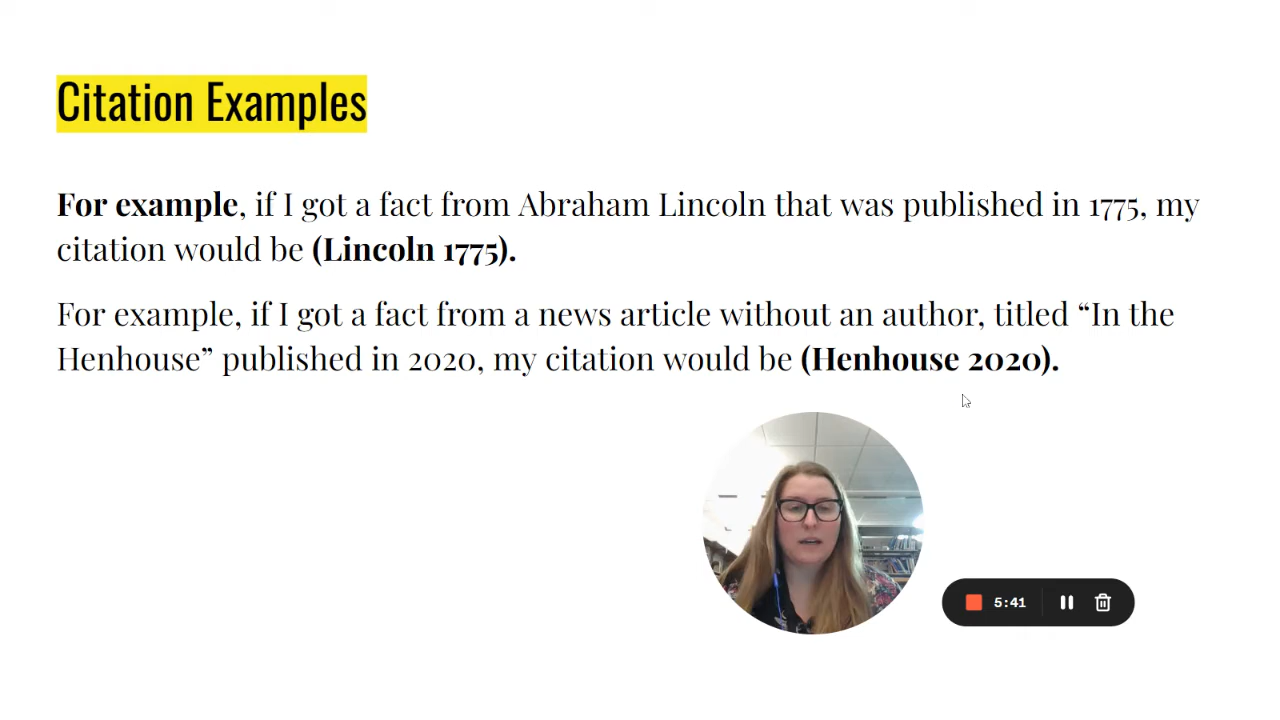 Citation Examples
For example, if I got a fact from Abraham Lincoln that was published in 1775, my
citation would be (Lincoln 1775).
For example, if I got a fact from a news article without an author, titled “In the
Henhouse” published in 2020, my citation would be (Henhouse 2020).
5:41